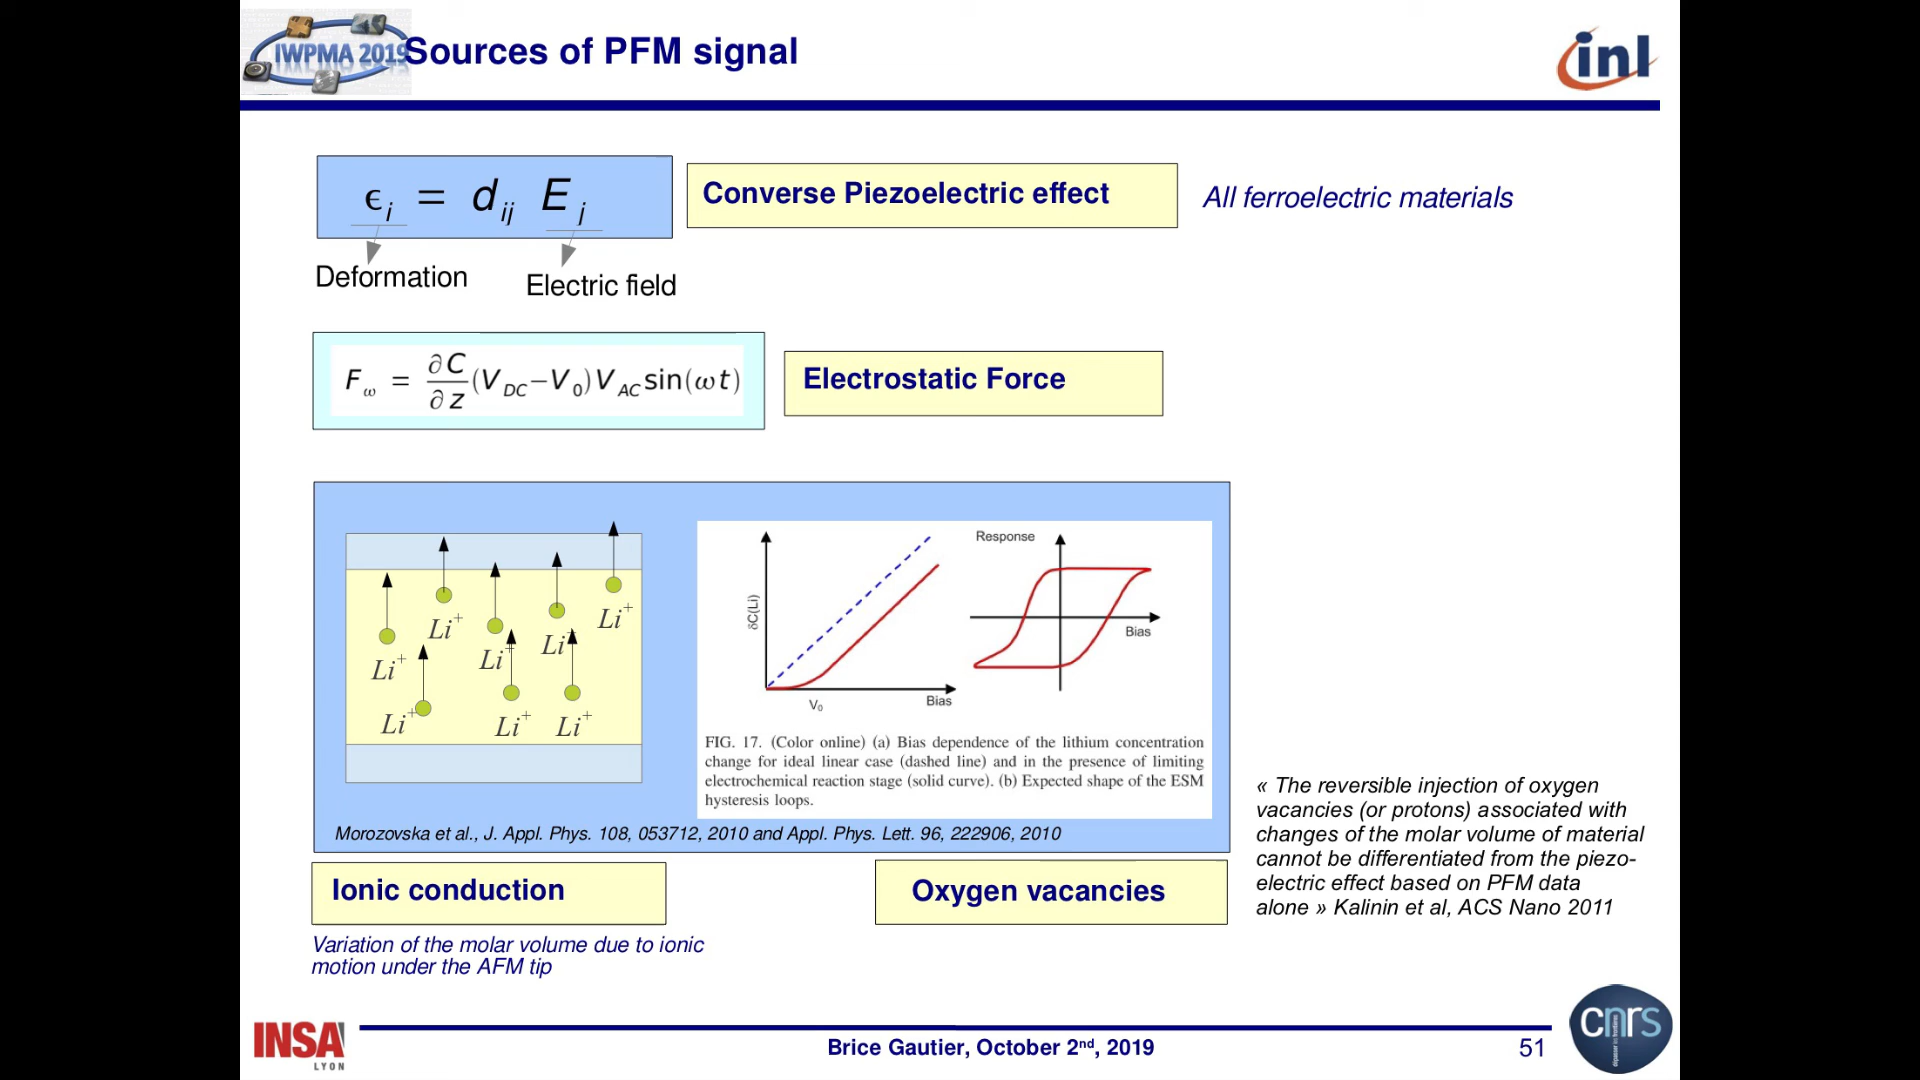 IWPMA 2019
Sources of PFM signal
inl
ϵi = dij Ej
Converse Piezoelectric effect
All ferroelectric materials
Deformation
Electric field
Fω = ∂C/∂z (VDC−V0)VAC sin(ωt)
Electrostatic Force
Li+
Li+
Li+
Li+
Li+
Li+
Li+
Li+
δC(Li)
V0
Bias
Response
Bias
FIG. 17. (Color online) (a) Bias dependence of the lithium concentration
change for ideal linear case (dashed line) and in the presence of limiting
electrochemical reaction stage (solid curve). (b) Expected shape of the ESM
hysteresis loops.
Morozovska et al., J. Appl. Phys. 108, 053712, 2010 and Appl. Phys. Lett. 96, 222906, 2010
Ionic conduction
Oxygen vacancies
Variation of the molar volume due to ionic
motion under the AFM tip
« The reversible injection of oxygen
vacancies (or protons) associated with
changes of the molar volume of material
cannot be differentiated from the piezo-
electric effect based on PFM data
alone » Kalinin et al, ACS Nano 2011
INSA
LYON
Brice Gautier, October 2nd, 2019
51
cnrs